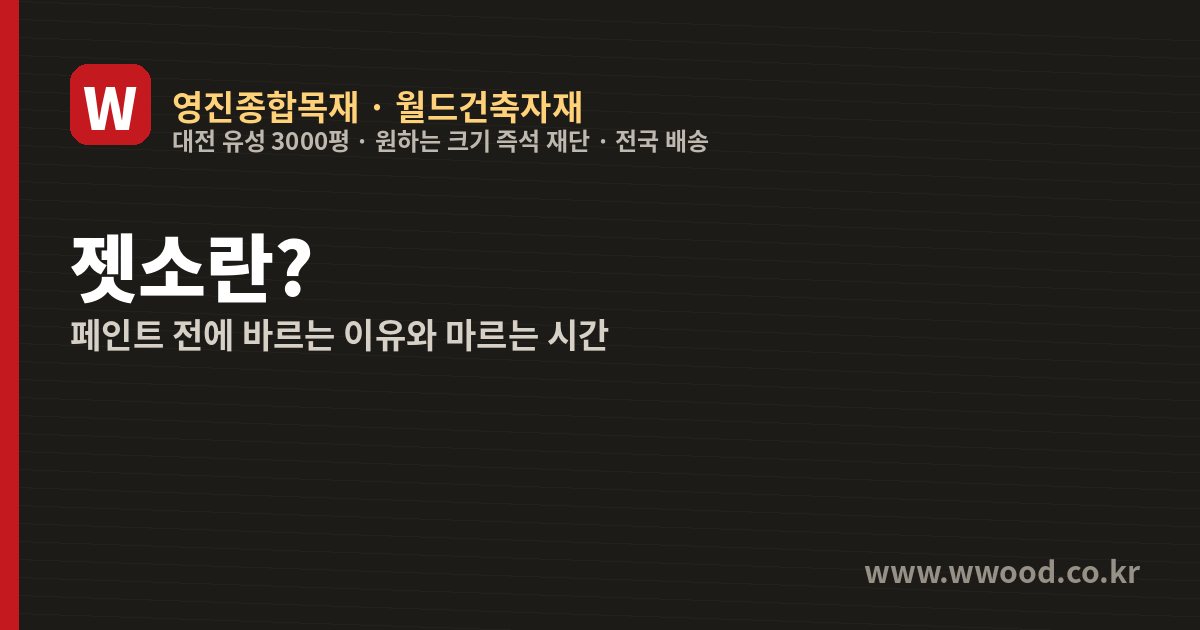 W
영진종합목재 · 월드건축자재
대전 유성 3000평 · 원하는 크기 즉석 재단 · 전국 배송
젯소란?
페인트 전에 바르는 이유와 마르는 시간
www.wwood.co.kr